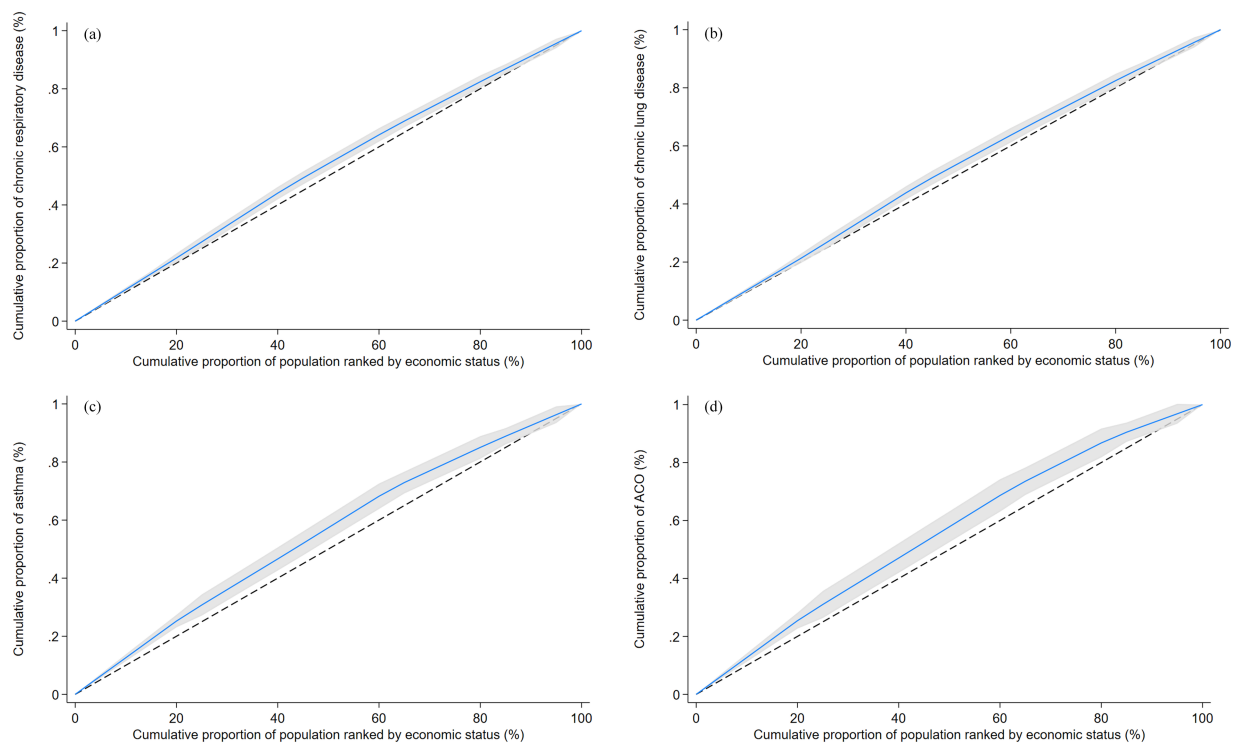 Cumulative proportion of chronic respiratory disease (%)
(a)
1
.8
.6
.4
.2
0
0 20 40 60 80 100
Cumulative proportion of population ranked by economic status (%)
Cumulative proportion of chronic lung disease (%)
(b)
1
.8
.6
.4
.2
0
0 20 40 60 80 100
Cumulative proportion of population ranked by economic status (%)
Cumulative proportion of asthma (%)
(c)
1
.8
.6
.4
.2
0
0 20 40 60 80 100
Cumulative proportion of population ranked by economic status (%)
Cumulative proportion of ACO (%)
(d)
1
.8
.6
.4
.2
0
0 20 40 60 80 100
Cumulative proportion of population ranked by economic status (%)